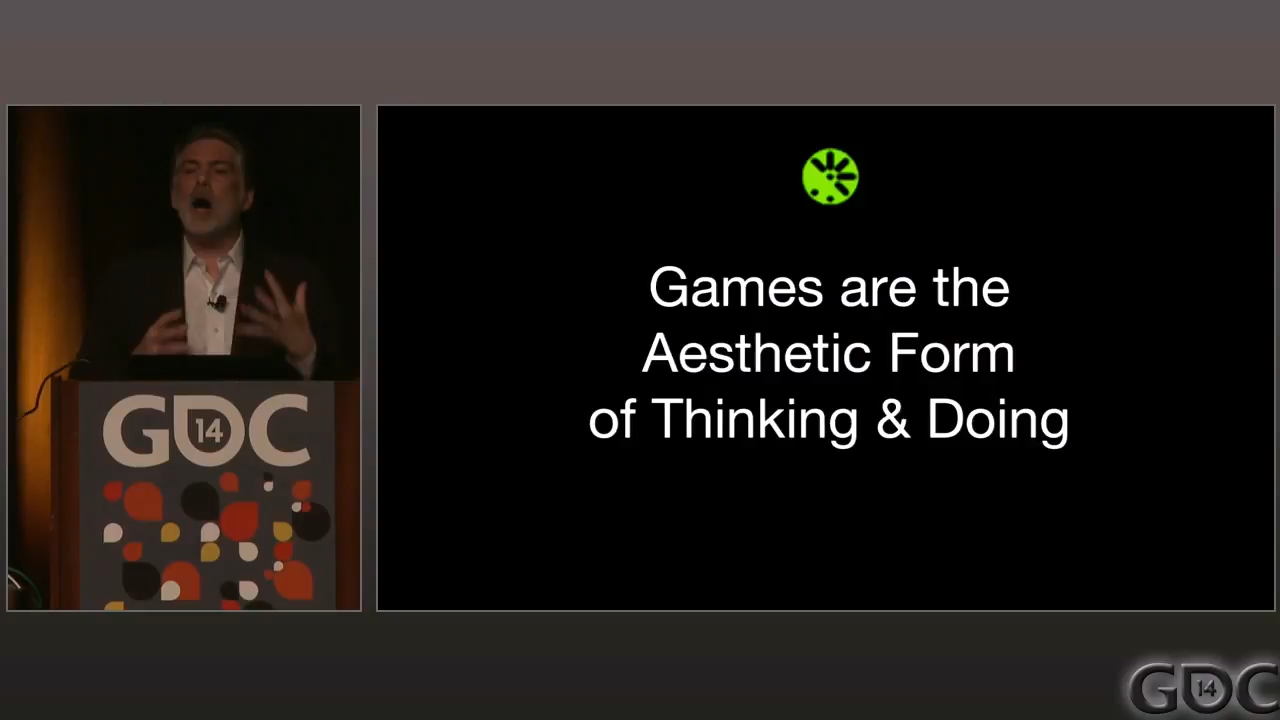 Games are the
Aesthetic Form
of Thinking & Doing
GDC
14
GDC
14